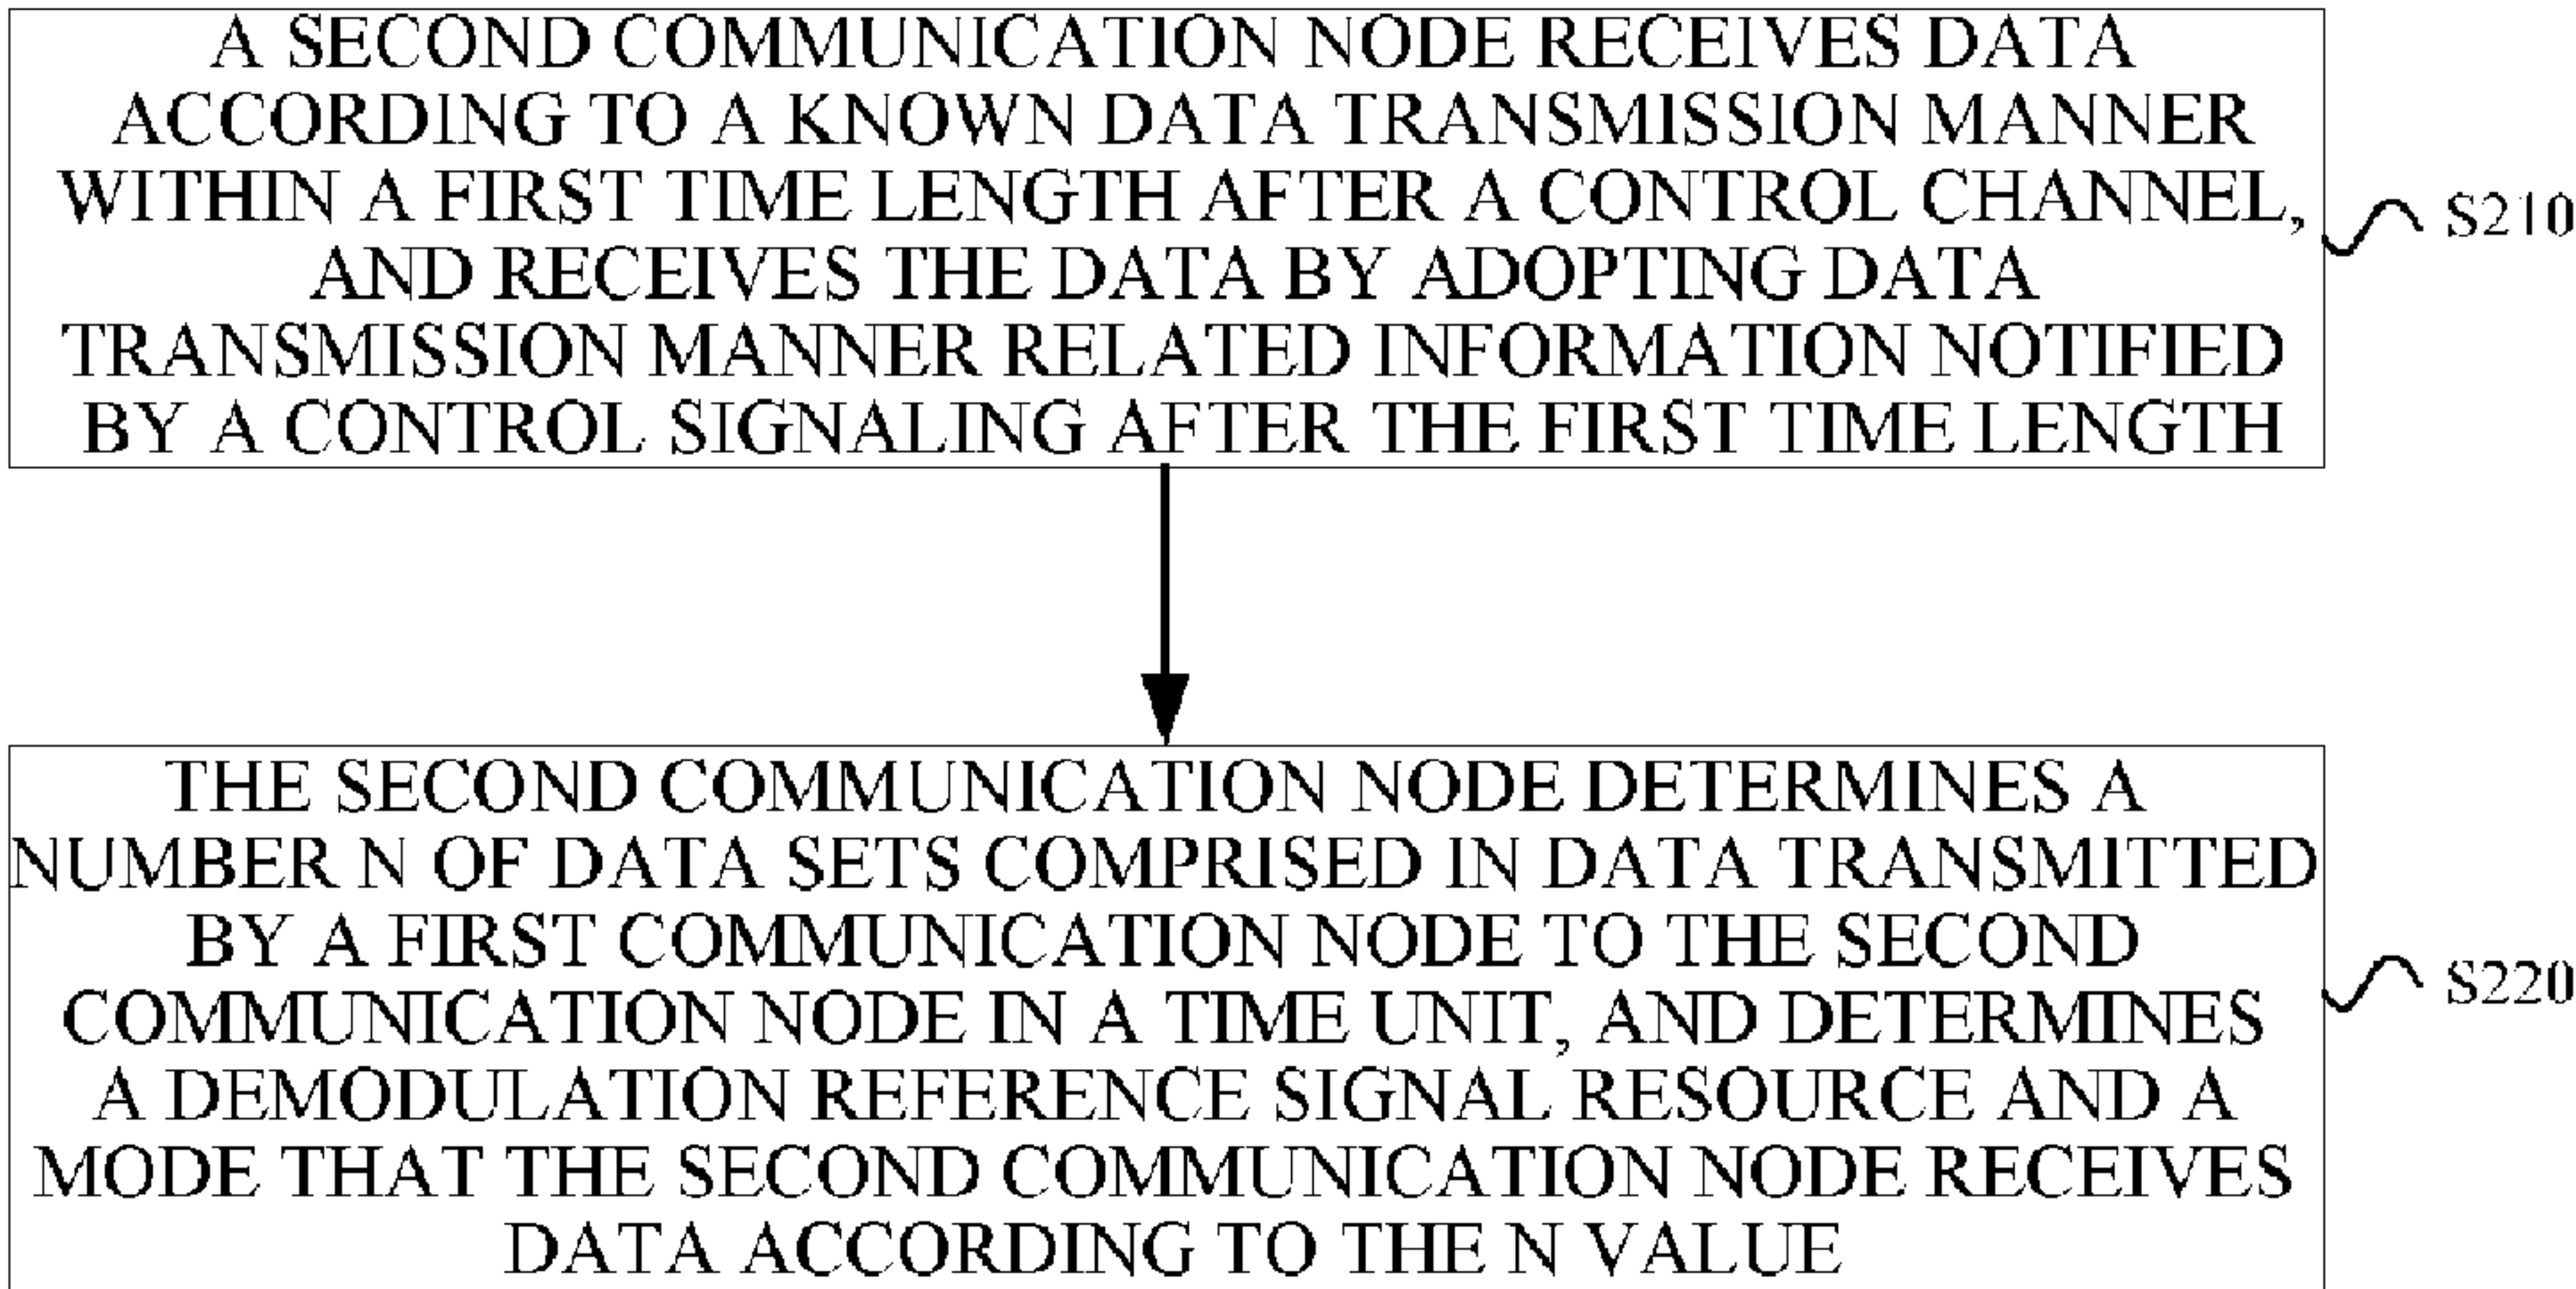 A SECOND COMMUNICATION NODE RECEIVES DATA
ACCORDING TO A KNOWN DATA TRANSMISSION MANNER
WITHIN A FIRST TIME LENGTH AFTER A CONTROL CHANNEL,
AND RECEIVES THE DATA BY ADOPTING DATA
TRANSMISSION MANNER RELATED INFORMATION NOTIFIED
BY A CONTROL SIGNALING AFTER THE FIRST TIME LENGTH
S210
THE SECOND COMMUNICATION NODE DETERMINES A
NUMBER N OF DATA SETS COMPRISED IN DATA TRANSMITTED
BY A FIRST COMMUNICATION NODE TO THE SECOND
COMMUNICATION NODE IN A TIME UNIT, AND DETERMINES
A DEMODULATION REFERENCE SIGNAL RESOURCE AND A
MODE THAT THE SECOND COMMUNICATION NODE RECEIVES
DATA ACCORDING TO THE N VALUE
S220